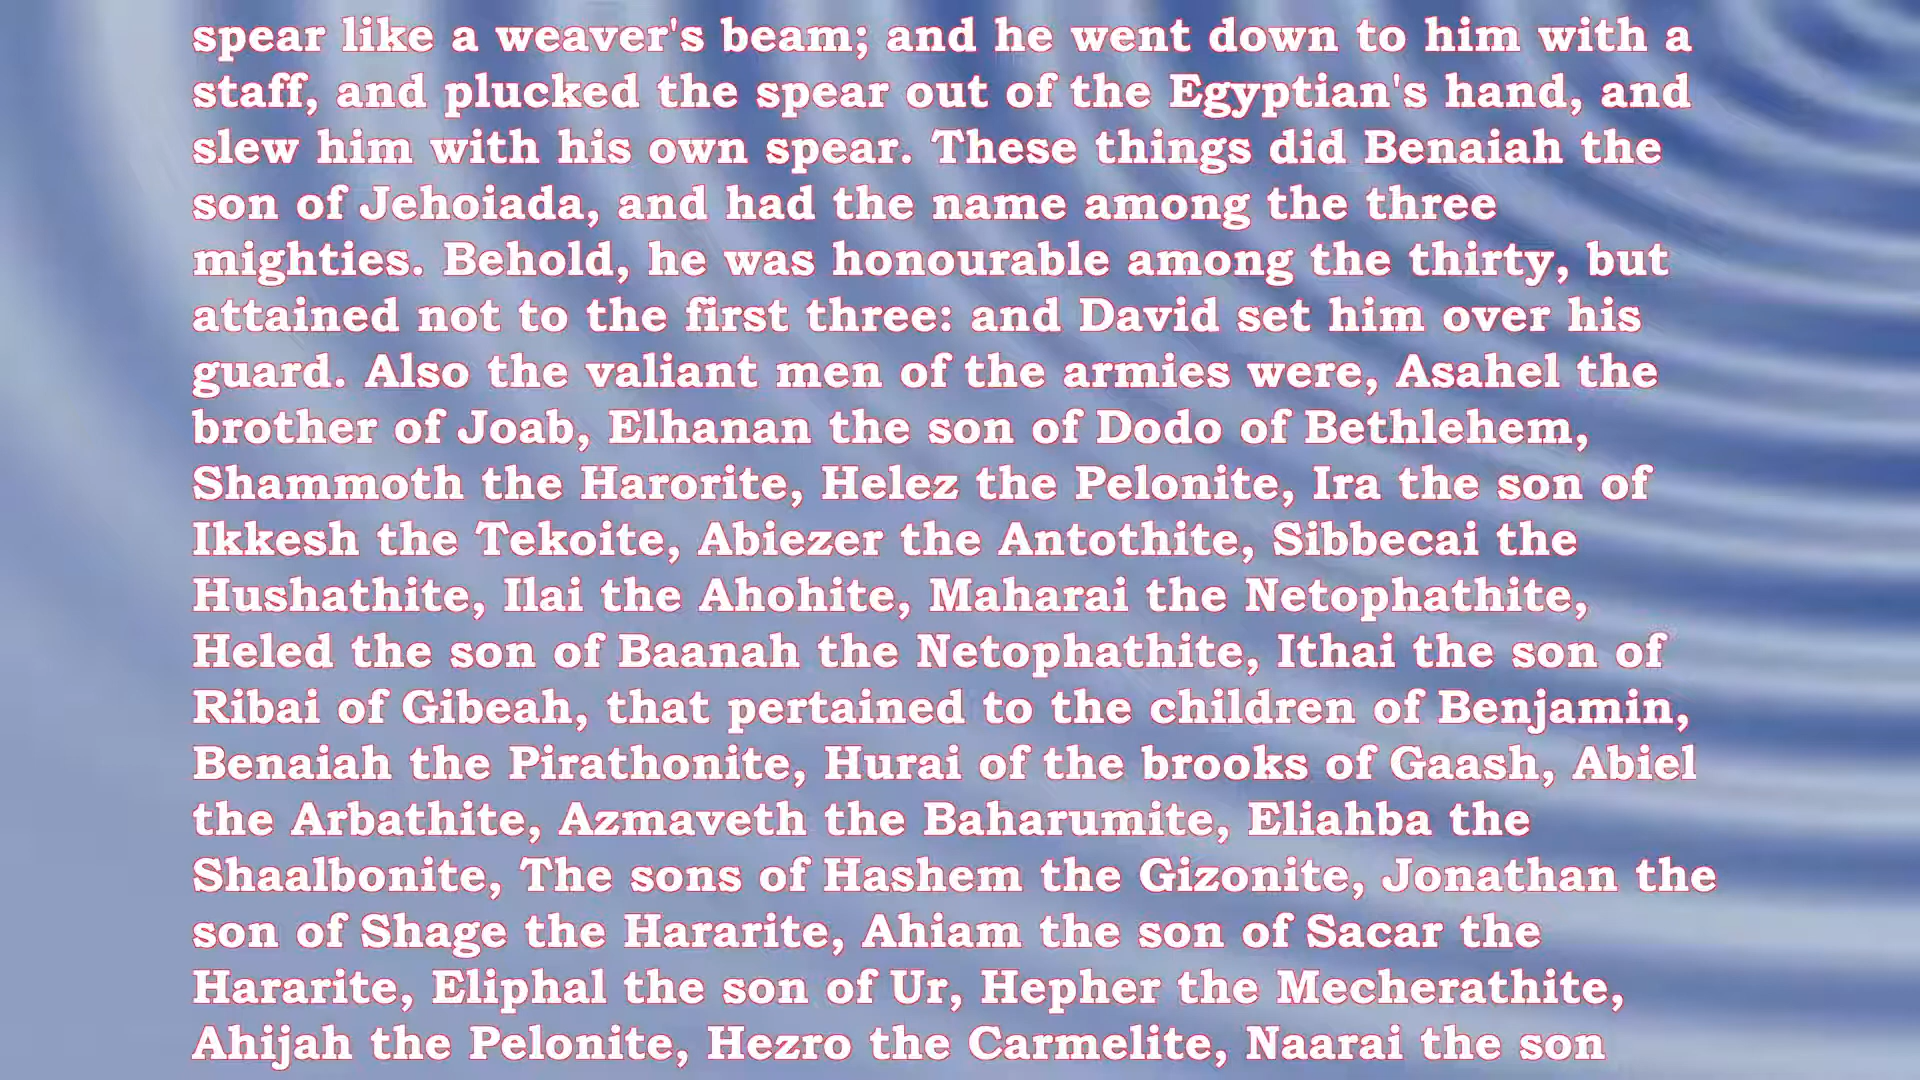 spear like a weaver's beam; and he went down to him with a
staff, and plucked the spear out of the Egyptian's hand, and
slew him with his own spear. These things did Benaiah the
son of Jehoiada, and had the name among the three
mighties. Behold, he was honourable among the thirty, but
attained not to the first three: and David set him over his
guard. Also the valiant men of the armies were, Asahel the
brother of Joab, Elhanan the son of Dodo of Bethlehem,
Shammoth the Harorite, Helez the Pelonite, Ira the son of
Ikkesh the Tekoite, Abiezer the Antothite, Sibbecai the
Hushathite, Ilai the Ahohite, Maharai the Netophathite,
Heled the son of Baanah the Netophathite, Ithai the son of
Ribai of Gibeah, that pertained to the children of Benjamin,
Benaiah the Pirathonite, Hurai of the brooks of Gaash, Abiel
the Arbathite, Azmaveth the Baharumite, Eliahba the
Shaalbonite, The sons of Hashem the Gizonite, Jonathan the
son of Shage the Hararite, Ahiam the son of Sacar the
Hararite, Eliphal the son of Ur, Hepher the Mecherathite,
Ahijah the Pelonite, Hezro the Carmelite, Naarai the son